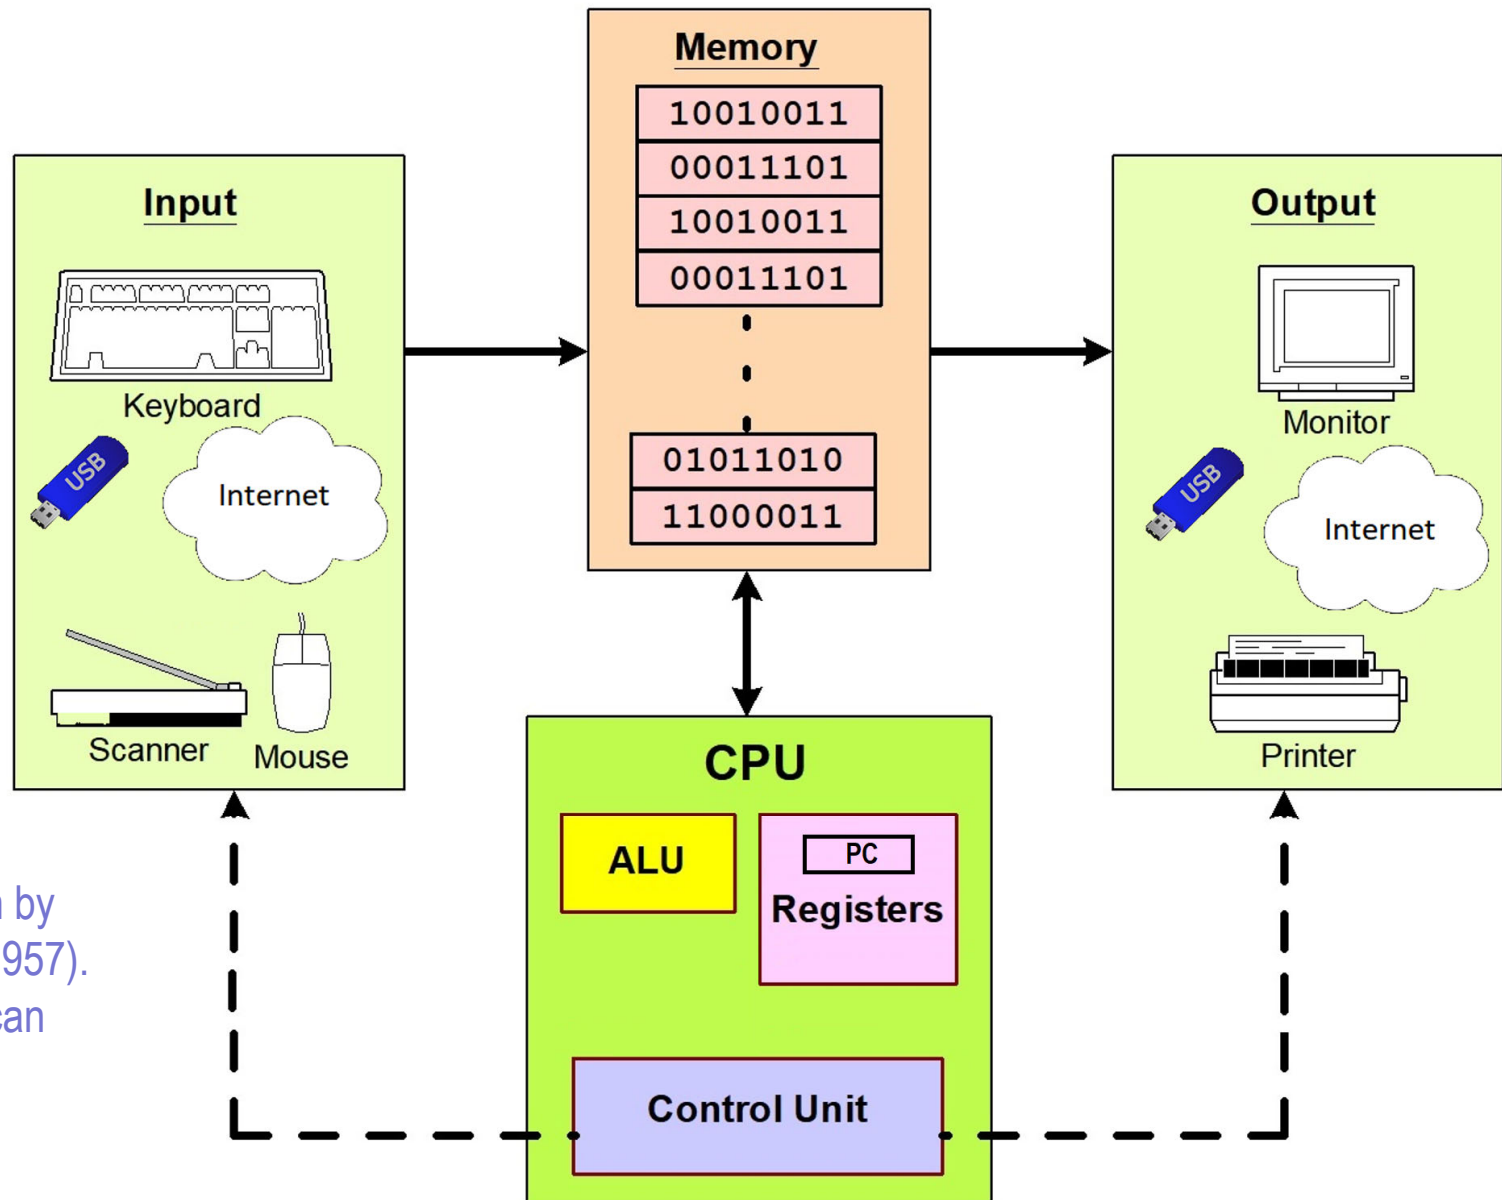 Memory
10010011
00011101
10010011
00011101
01011010
11000011
Input
Keyboard
USB
Internet
Scanner
Mouse
Output
Monitor
USB
Internet
Printer
CPU
ALU
PC
Registers
Control Unit
by
957).
can